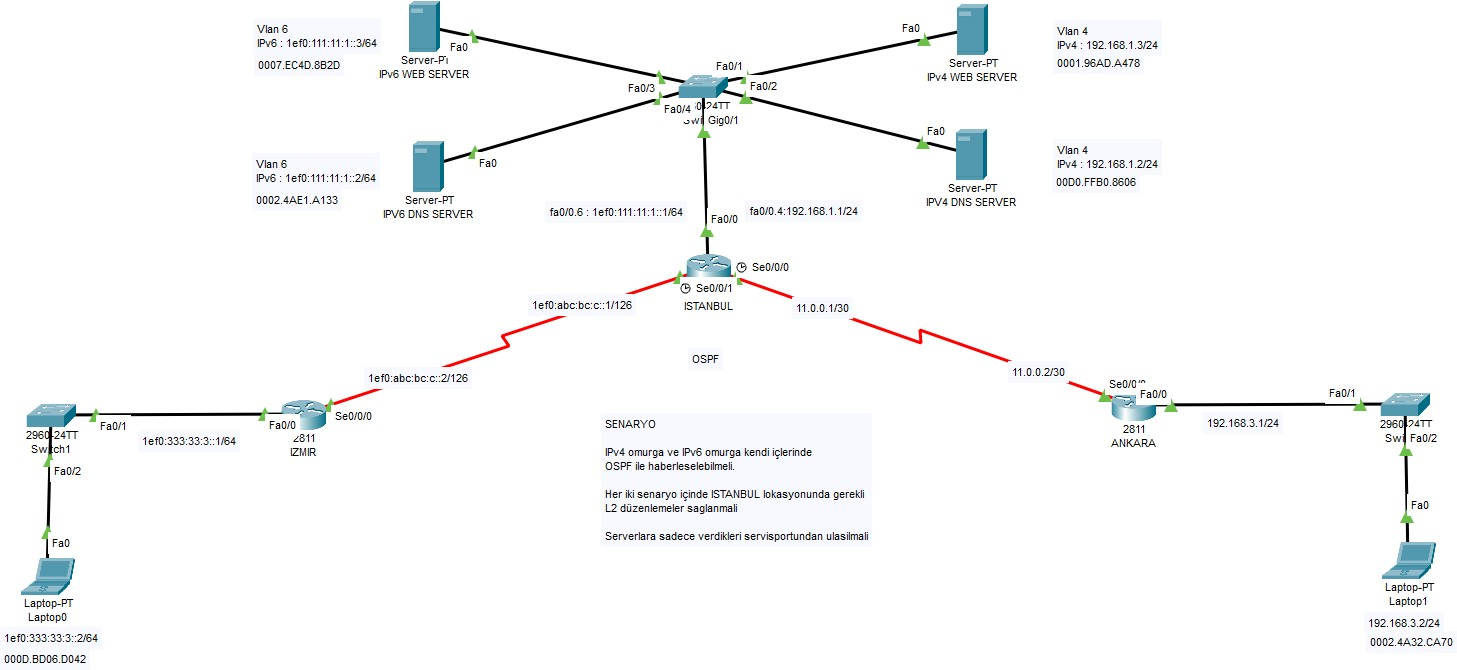 Vlan 6
IPv6 : 1ef0:111:11:1::3/64
0007.EC4D.8B2D
Fa0
IPv6 WEB SERVER
Fa0
Server-PT
IPv4 WEB SERVER
Vlan 4
IPv4 : 192.168.1.3/24
0001.96AD.A478
Fa0/1
Fa0/3
Fa0/2
Fa0/4
Gig0/1
Vlan 6
IPv6 : 1ef0:111:11:1::2/64
0002.4AE1.A133
Fa0
Server-PT
IPV6 DNS SERVER
Fa0
Server-PT
IPV4 DNS SERVER
Vlan 4
IPv4 : 192.168.1.2/24
00D0.FFB0.8606
fa0/0.6 : 1ef0:111:11:1::1/64
Fa0/0
fa0/0.4:192.168.1.1/24
Se0/0/0
Se0/0/1
ISTANBUL
1ef0:abc:bc:c::1/126
11.0.0.1/30
OSPF
1ef0:abc:bc:c::2/126
11.0.0.2/30
Fa0/1
2960-24TT
Switch1
1ef0:333:33:3::1/64
Fa0/0
Se0/0/0
2811
IZMIR
Fa0/0
2811
ANKARA
192.168.3.1/24
Fa0/1
Fa0/2
Fa0/2
SENARYO
IPv4 omurga ve IPv6 omurga kendi içlerinde
OSPF ile haberleselebilmeli.
Her iki senaryo içinde ISTANBUL lokasyonunda gerekli
L2 düzenlemeler saglanmali
Serverlara sadece verdikleri servisportundan ulasilmali
Fa0
Laptop-PT
Laptop0
1ef0:333:33:3::2/64
000D.BD06.D042
Fa0
Laptop-PT
Laptop1
192.168.3.2/24
0002.4A32.CA70